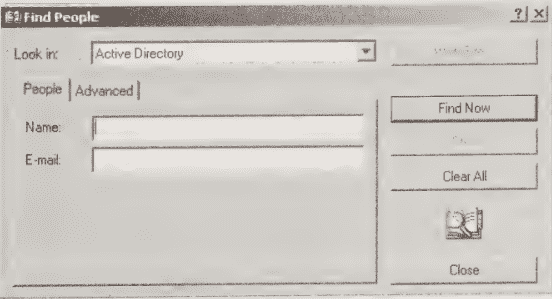 Find People
Look in: Active Directory
People Advanced
Name:
E-mail:
Find Now
Clear All
Close